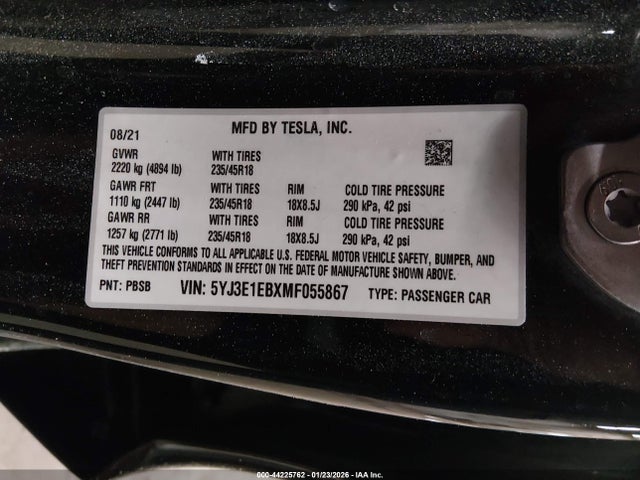 08/21 MFD BY TESLA, INC.
GVWR WITH TIRES
2220 kg (4894 lb) 235/45R18
GAWR FRT WITH TIRES RIM COLD TIRE PRESSURE
1110 kg (2447 lb) 235/45R18 18X8.5J 290 kPa, 42 psi
GAWR RR WITH TIRES RIM COLD TIRE PRESSURE
1257 kg (2771 lb) 235/45R18 18X8.5J 290 kPa, 42 psi
THIS VEHICLE CONFORMS TO ALL APPLICABLE U.S. FEDERAL MOTOR VEHICLE SAFETY, BUMPER, AND
THEFT PREVENTION STANDARDS IN EFFECT ON THE DATE OF MANUFACTURE SHOWN ABOVE.
PNT: PBSB VIN: 5YJ3E1EBXMF055867 TYPE: PASSENGER CAR
000-44225762 - 01/23/2026 - IAA Inc.